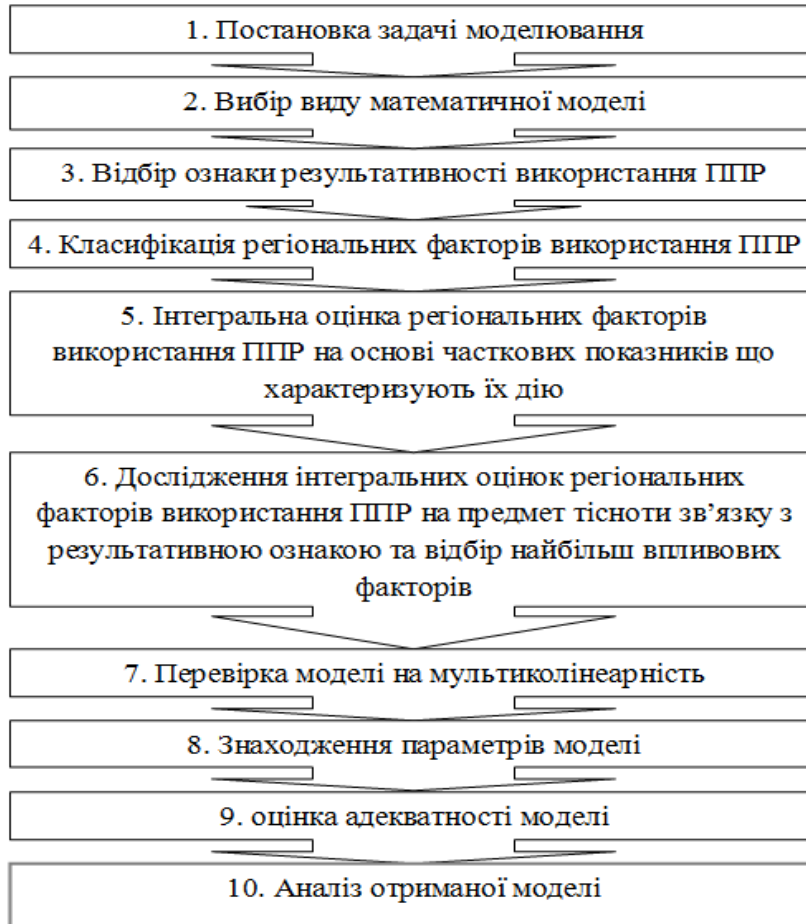 1. Постановка задачі моделювання
2. Вибір виду математичної моделі
3. Відбір ознаки результативності використання ППР
4. Класифікація регіональних факторів використання ППР
5. Інтегральна оцінка регіональних факторів
використання ППР на основі часткових показників що
характеризують їх дію
6. Дослідження інтегральних оцінок регіональних
факторів використання ППР на предмет тісноти зв’язку з
результативною ознакою та відбір найбільш впливових
факторів
7. Перевірка моделі на мультиколінеарність
8. Знаходження параметрів моделі
9. оцінка адекватності моделі
10. Аналіз отриманої моделі